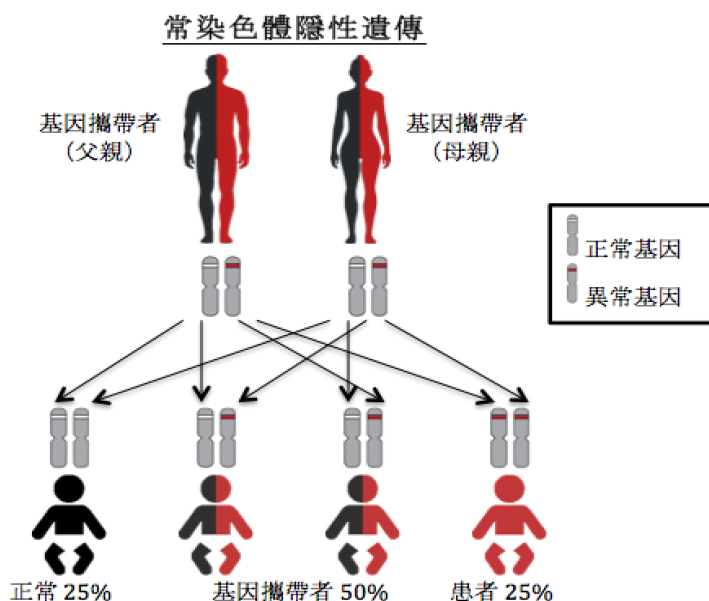 常染色體隱性遺傳
基因攜帶者
（父親）
基因攜帶者
（母親）
正常基因
異常基因
正常 25%
基因攜帶者 50%
患者 25%